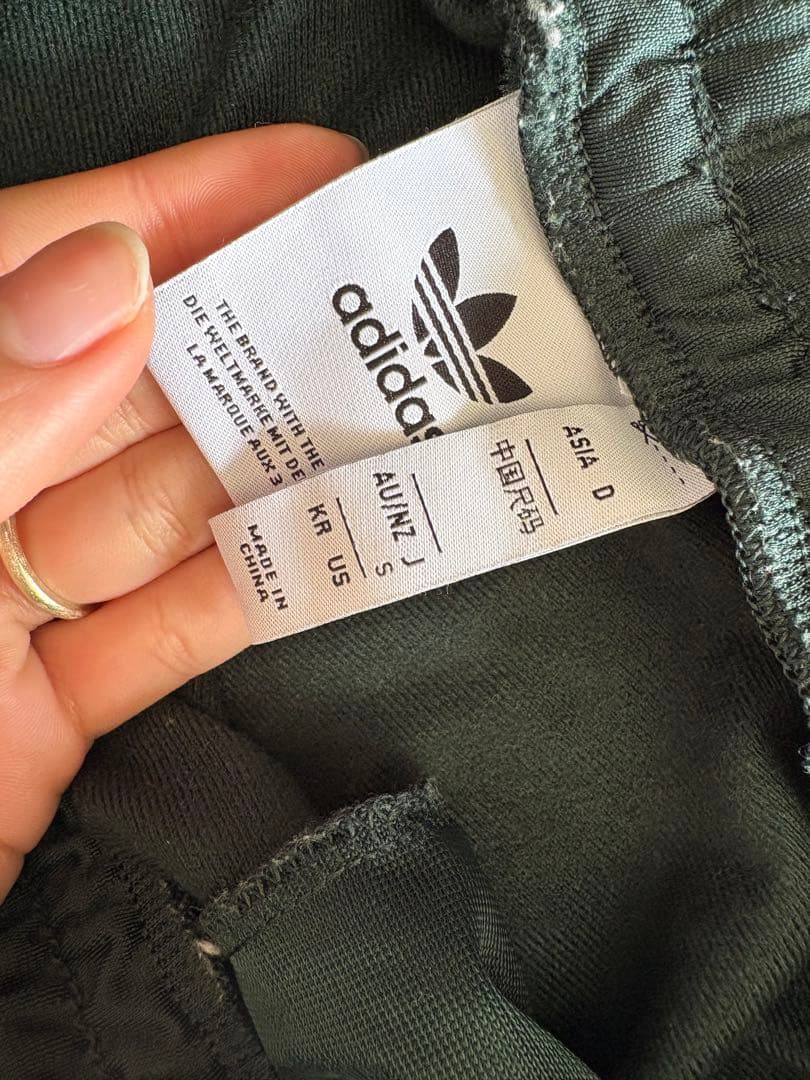 adidas
THE BRAND WITH THE
DIE WELTMARKE MIT DE
LA MARQUE AUX 3
ASIA D
中国尺码
AU/NZ J
S
KR US
MADE IN
CHINA